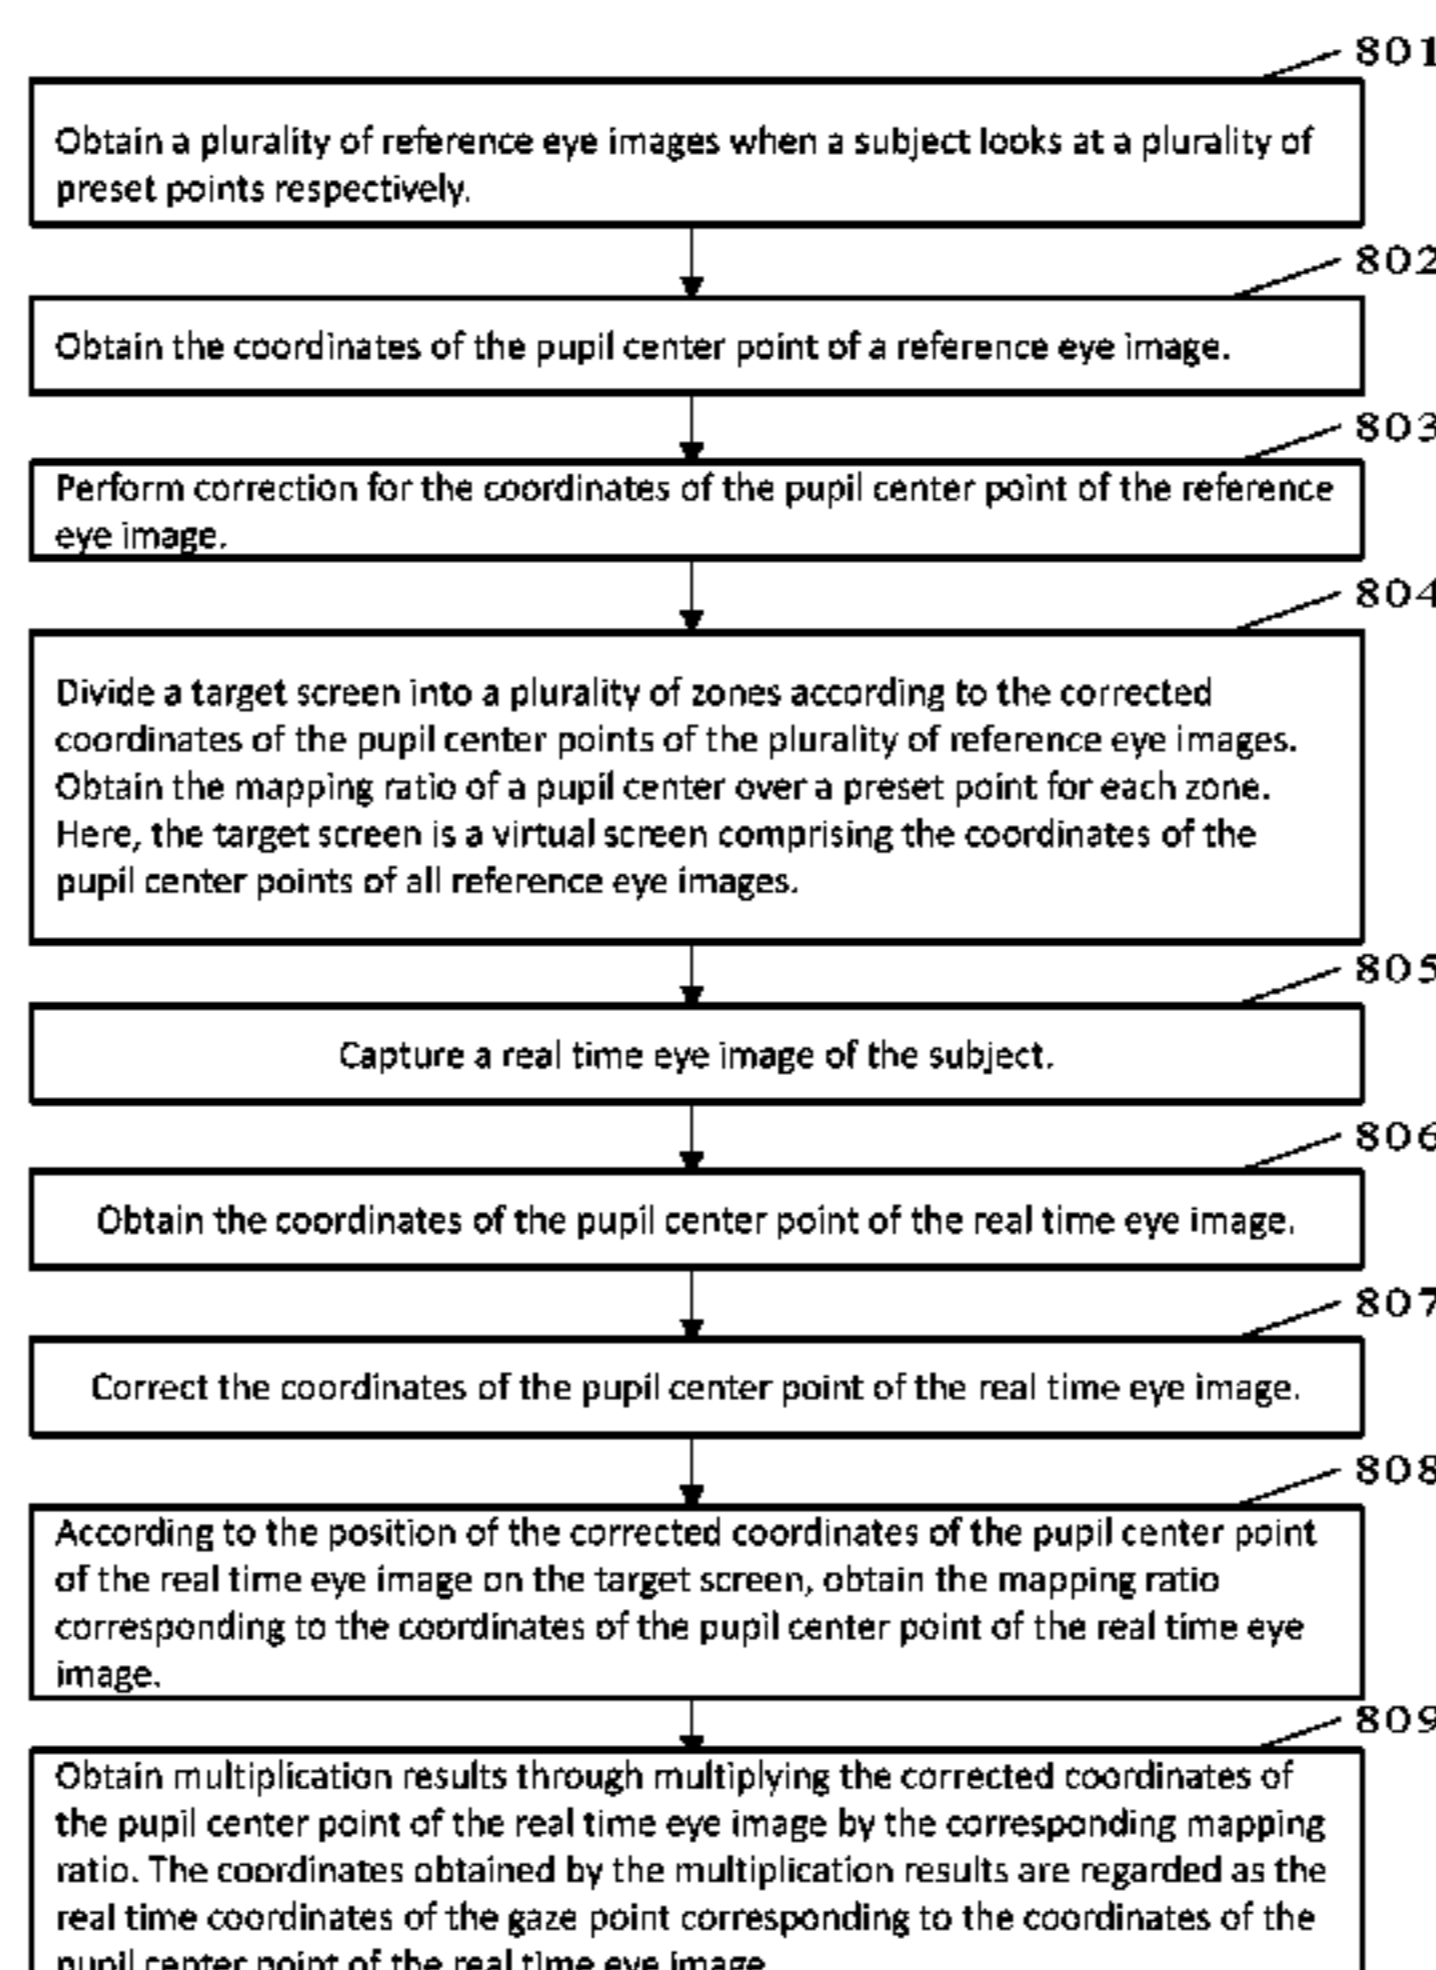 801
Obtain a plurality of reference eye images when a subject looks at a plurality of
preset points respectively.
802
Obtain the coordinates of the pupil center point of a reference eye image.
803
Perform correction for the coordinates of the pupil center point of the reference
eye image.
804
Divide a target screen into a plurality of zones according to the corrected
coordinates of the pupil center points of the plurality of reference eye images.
Obtain the mapping ratio of a pupil center over a preset point for each zone.
Here, the target screen is a virtual screen comprising the coordinates of the
pupil center points of all reference eye images.
805
Capture a real time eye image of the subject.
806
Obtain the coordinates of the pupil center point of the real time eye image.
807
Correct the coordinates of the pupil center point of the real time eye image.
808
According to the position of the corrected coordinates of the pupil center point
of the real time eye image on the target screen, obtain the mapping ratio
corresponding to the coordinates of the pupil center point of the real time eye
image.
809
Obtain multiplication results through multiplying the corrected coordinates of
the pupil center point of the real time eye image by the corresponding mapping
ratio. The coordinates obtained by the multiplication results are regarded as the
real time coordinates of the gaze point corresponding to the coordinates of the
pupil center point of the real time eye image